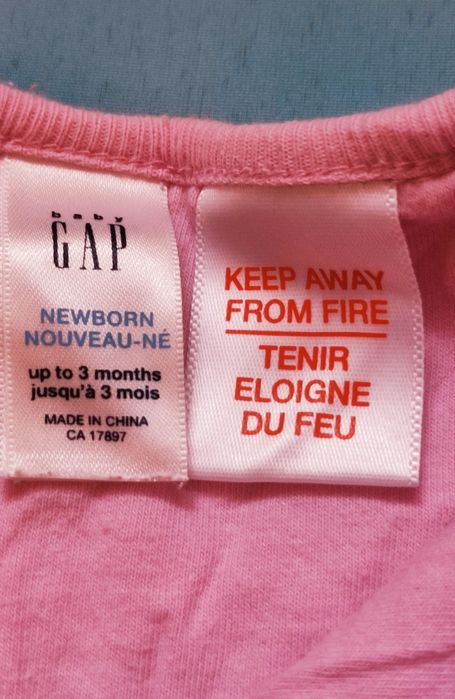 baby
GAP
NEWBORN
NOUVEAU-NÉ
up to 3 months
jusqu'à 3 mois
MADE IN CHINA
CA 17897
KEEP AWAY
FROM FIRE
TENIR
ELOIGNE
DU FEU